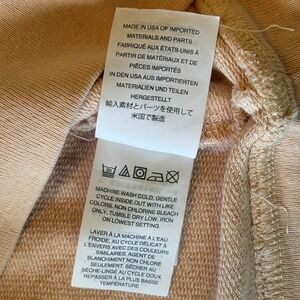 MADE IN USA OF IMPORTED
MATERIALS AND PARTS
FABRIQUÉ AUX ÉTATS-UNIS À
PARTIR DE MATÉRIAUX ET DE
PIÈCES IMPORTÉS
IN DEN USA AUS IMPORTIERTEN
MATERIALIEN UND TEILEN
HERGESTELLT
輸入素材とパーツを使用して
米国で製造
MACHINE WASH COLD, GENTLE
CYCLE INSIDE OUT WITH LIKE
COLORS, NON CHLORINE BLEACH
ONLY. TUMBLE DRY LOW, IRON
ON LOW SETTING.
LAVER À LA MACHINE À L'EAU
FROIDE, AU CYCLE DÉLICAT À
L'ENVERS AVEC DES COULEURS
SIMILAIRES, AGENT DE
BLANCHIMENT NON CHLORÉ
SEULEMENT. SÉCHER AU
SÈCHE-LINGE AU CYCLE DOUX.
REPASSER À LA PLUS BASSE
TEMPÉRATURE